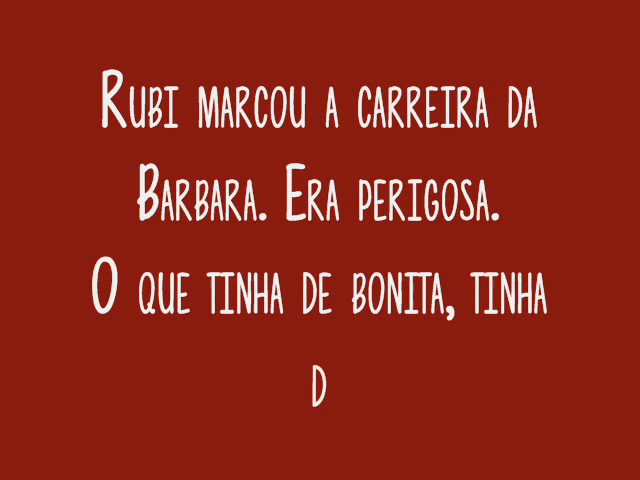 Rubi marcou a carreira da
Barbara. Era perigosa.
O que tinha de bonita, tinha
d